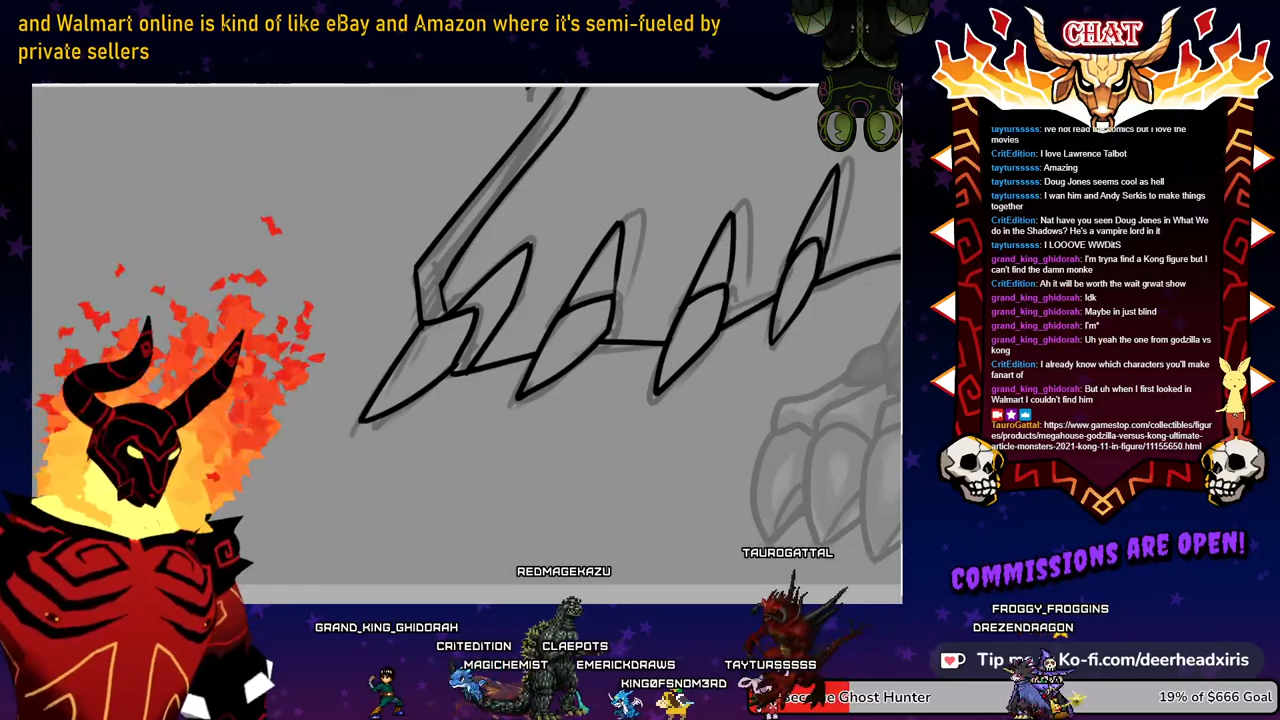 and Walmart online is kind of like eBay and Amazon where it's semi-fueled by
private sellers
CHAT
taytursssss: Ive not read the comics but I love the
movies
CritEdition: I love Lawrence Talbot
taytursssss: Amazing
taytursssss: Doug Jones seems cool as hell
taytursssss: I wan him and Andy Serkis to make things
together
CritEdition: Nat have you seen Doug Jones in What We
do in the Shadows? He's a vampire lord in it
taytursssss: I LOOOVE WWDitS
grand_king_ghidorah: I'm tryna find a Kong figure but I
can't find the damn monke
CritEdition: Ah it will be worth the wait grwat show
grand_king_ghidorah: Idk
grand_king_ghidorah: Maybe in just blind
grand_king_ghidorah: I'm*
grand_king_ghidorah: Uh yeah the one from godzilla vs
kong
CritEdition: I already know which characters you'll make
fanart of
grand_king_ghidorah: But uh when I first looked in
Walmart I couldn't find him
TauroGattal: https://www.gamestop.com/collectibles/figur
es/products/megahouse-godzilla-versus-kong-ultimate-
article-monsters-2021-kong-11-in-figure/11155650.html
COMMISSIONS ARE OPEN!
TAUROGATTAL
REDMAGEKAZU
FROGGY_FROGGINS
GRAND_KING_GHIDORAH
DREZENDRAGON
CRITEDITION
CLAEPOTS
MAGICHEMIST
EMERICKDRAWS
TAYTURSSSSS
KING0FSNOM3RD
Tip me Ko-fi.com/deerheadxiris
Ghost Hunter
19% of $666 Goal